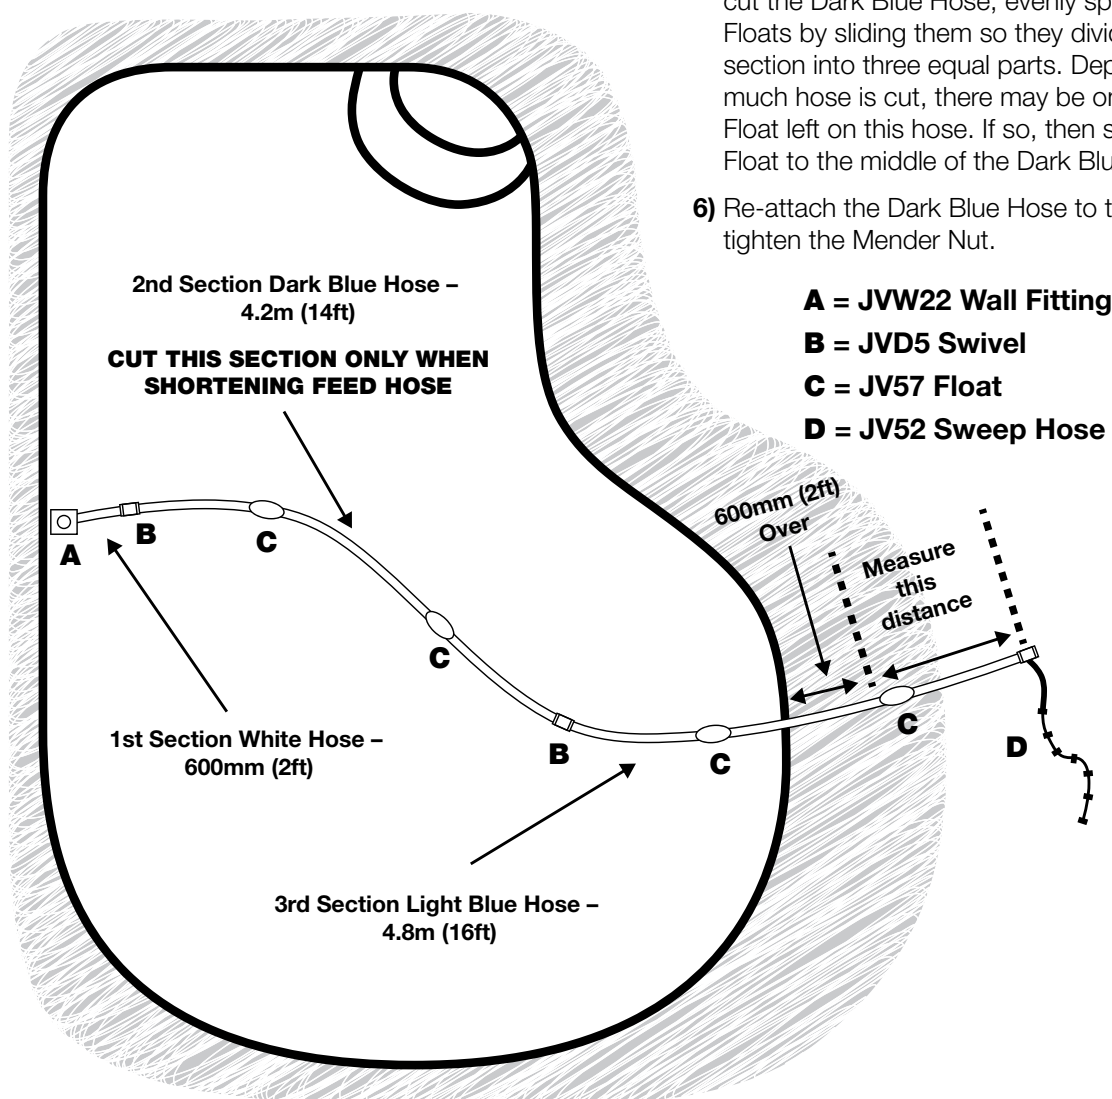 cut the Dark Blue Hose, evenly
Floats by sliding them so they
section into three equal parts.
much hose is cut, there may be
Float left on this hose. If so, then
Float to the middle of the Dark
6) Re-attach the Dark Blue Hose to
tighten the Mender Nut.
A = JVW22 Wall Fitting
B = JVD5 Swivel
C = JV57 Float
D = JV52 Sweep Hose
2nd Section Dark Blue Hose –
4.2m (14ft)
CUT THIS SECTION ONLY WHEN
SHORTENING FEED HOSE
600mm (2ft)
Over
Measure
this
distance
A
B
C
C
B
C
C
D
1st Section White Hose –
600mm (2ft)
3rd Section Light Blue Hose –
4.8m (16ft)